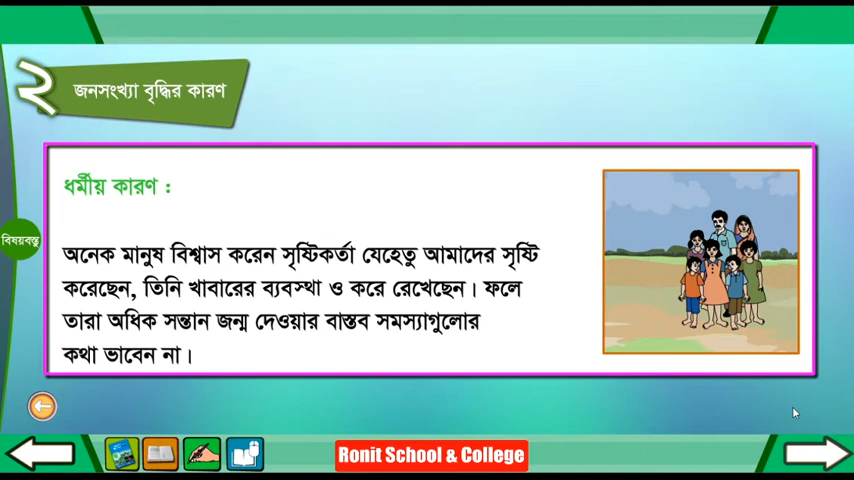 ২
জনসংখ্যা বৃদ্ধির কারণ
ধর্মীয় কারণ :
বিষয়বস্তু
অনেক মানুষ বিশ্বাস করেন সৃষ্টিকর্তা যেহেতু আমাদের সৃষ্টি
করেছেন, তিনি খাবারের ব্যবস্থা ও করে রেখেছেন। ফলে
তারা অধিক সন্তান জন্ম দেওয়ার বাস্তব সমস্যাগুলোর
কথা ভাবেন না।
Ronit School & College